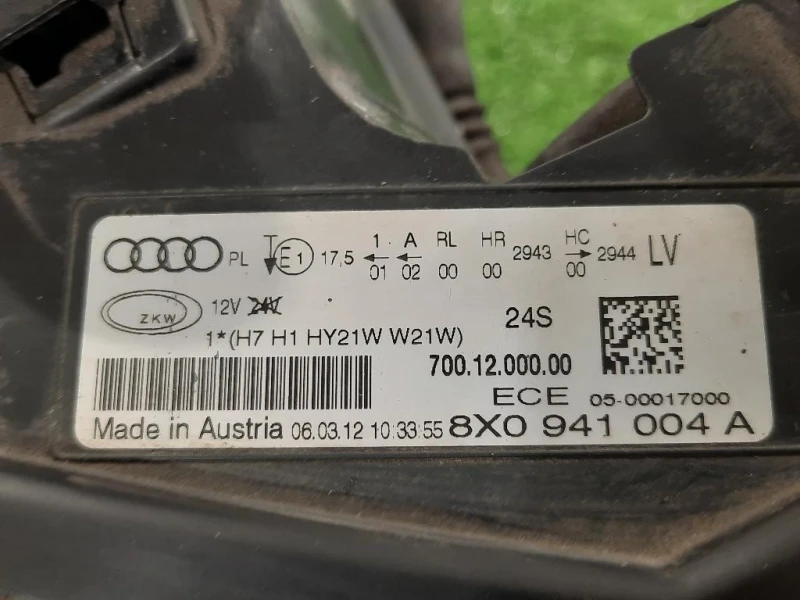 PL E1 17,5 ← 1 01 ← A 02 RL 00 HR 00 2943 HC → 00 2944 LV
ZKW 12V 24V 24S
1*(H7 H1 HY21W W21W)
700.12.000.00
ECE 05-00017000
Made in Austria 06.03.12 10:33:55 8X0 941 004 A